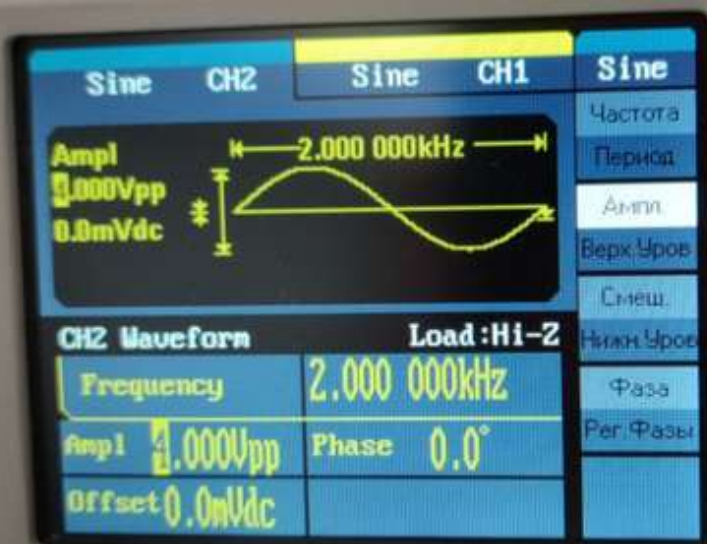 Sine CH2 Sine CH1 Sine
Частота
Период
Ampl
2.000 000kHz
4.000Vpp
0.0mVdc
Ампл.
Верх.Уров
Смещ.
Нижн.Уров
CH2 Waveform Load:Hi-Z
Frequency 2.000 000kHz
Фаза
Рег.Фазы
Ampl 4.000Vpp Phase 0.0°
Offset 0.0mVdc